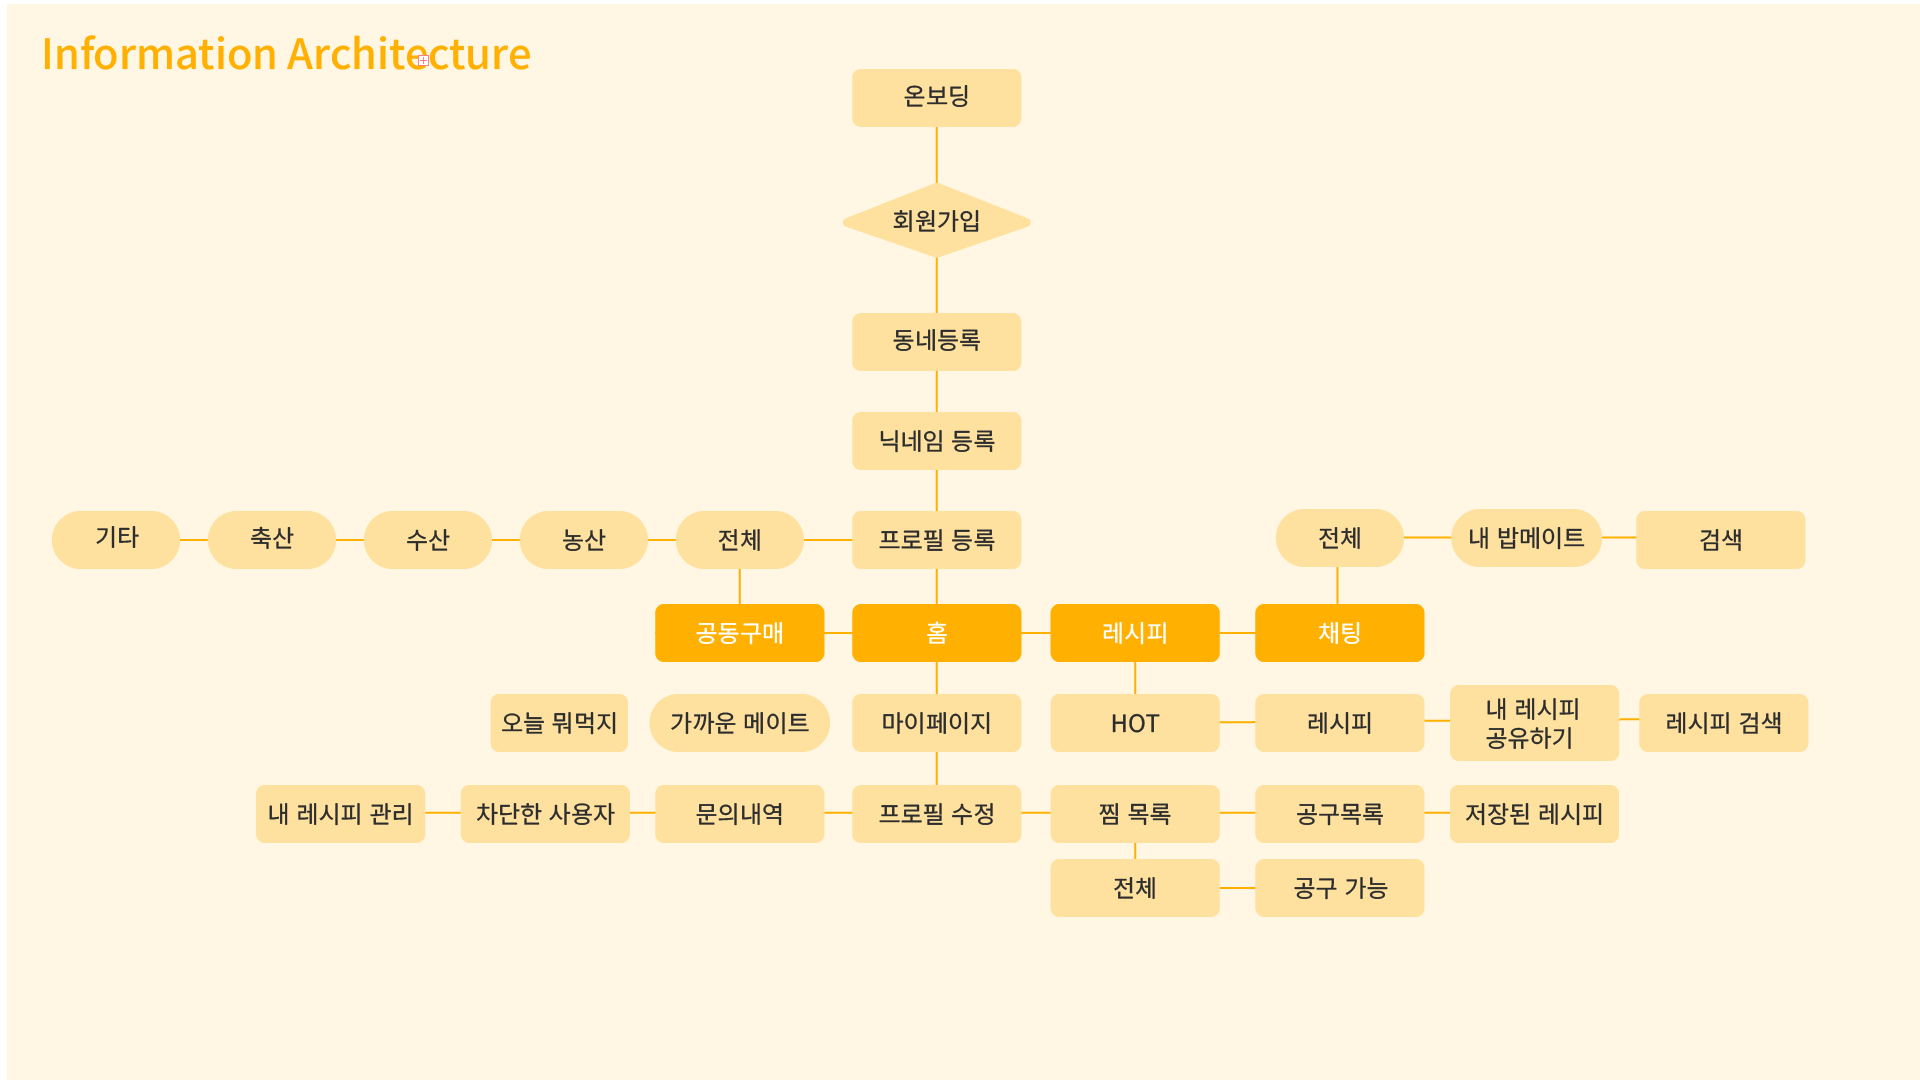 Information Architecture
온보딩
회원가입
동네등록
닉네임 등록
기타
축산
수산
농산
전체
프로필 등록
전체
내 밥메이트
검색
공동구매
홈
레시피
채팅
오늘 뭐먹지
가까운 메이트
마이페이지
HOT
레시피
내 레시피
공유하기
레시피 검색
내 레시피 관리
차단한 사용자
문의내역
프로필 수정
찜 목록
공구목록
저장된 레시피
전체
공구 가능